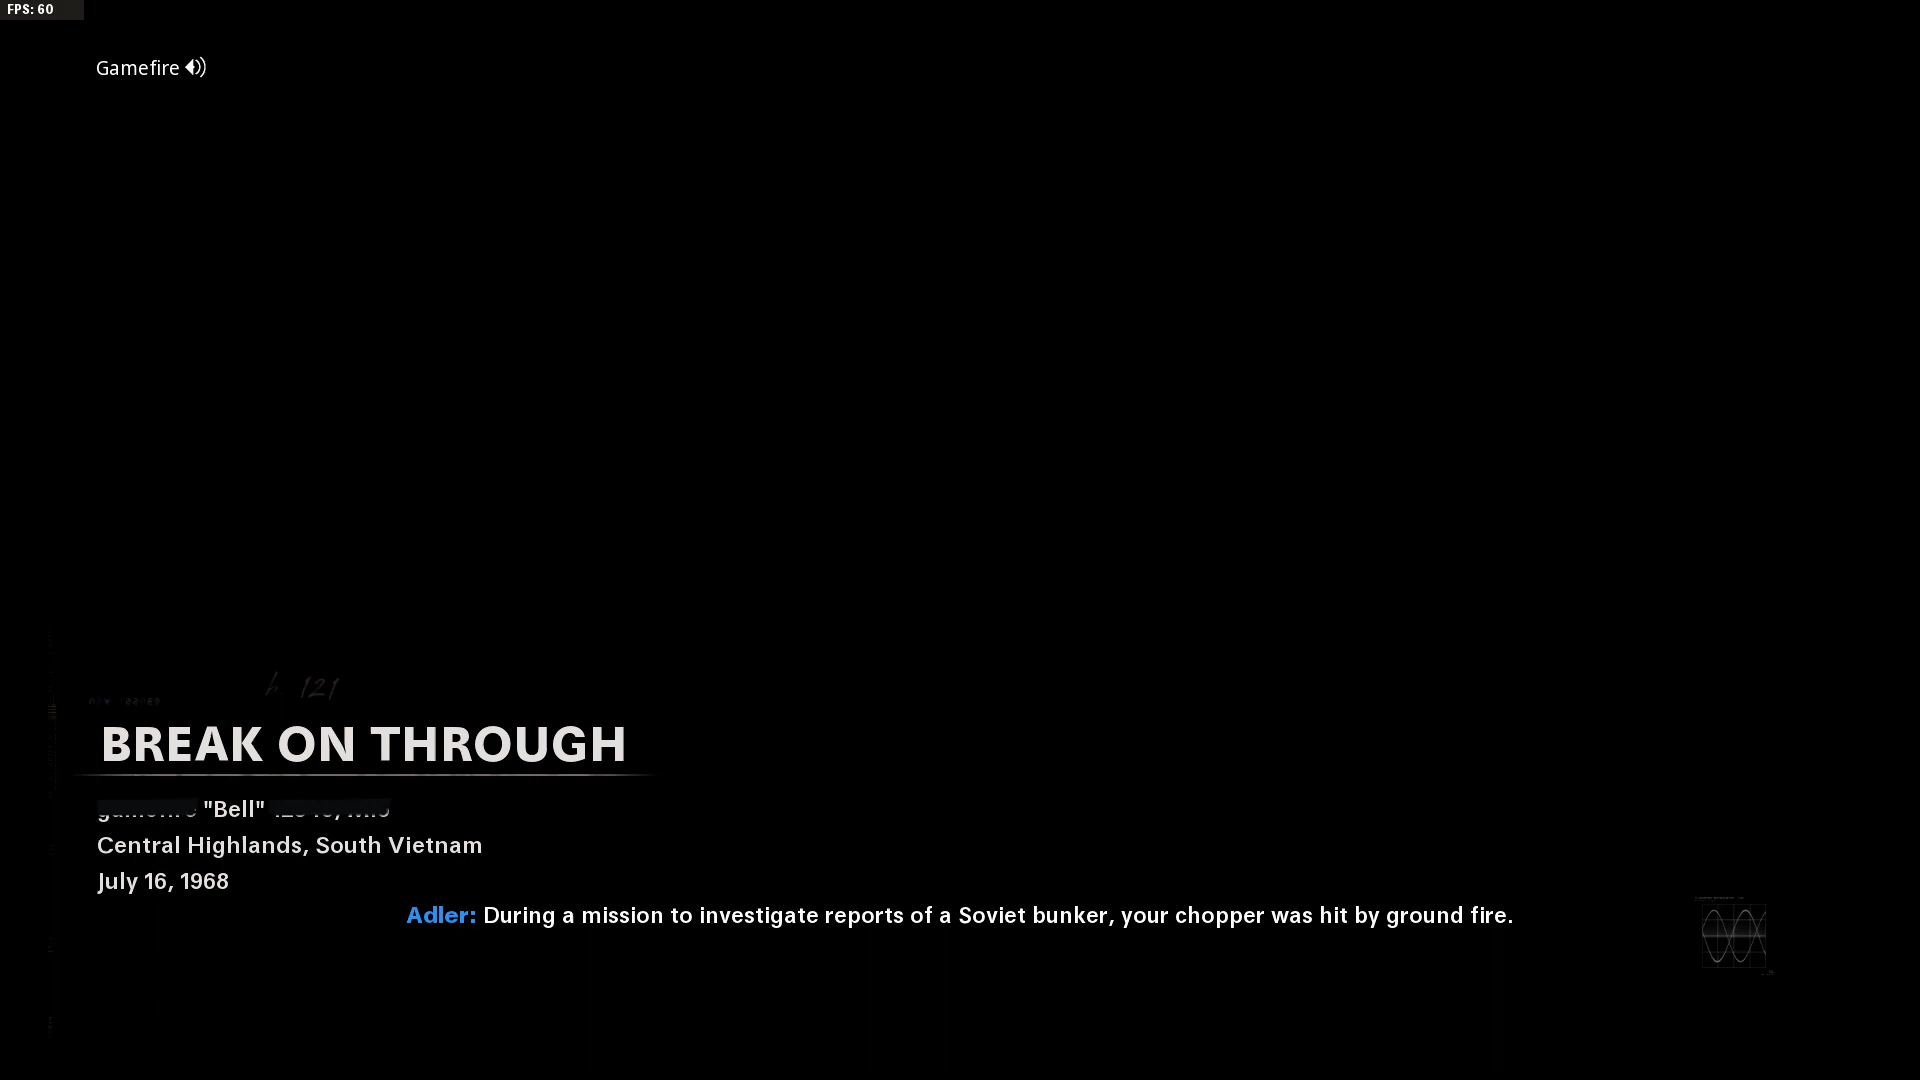 FPS: 60
Gamefire
h. 121
BREAK ON THROUGH
"Bell"
Central Highlands, South Vietnam
July 16, 1968
Adler: During a mission to investigate reports of a Soviet bunker, your chopper was hit by ground fire.